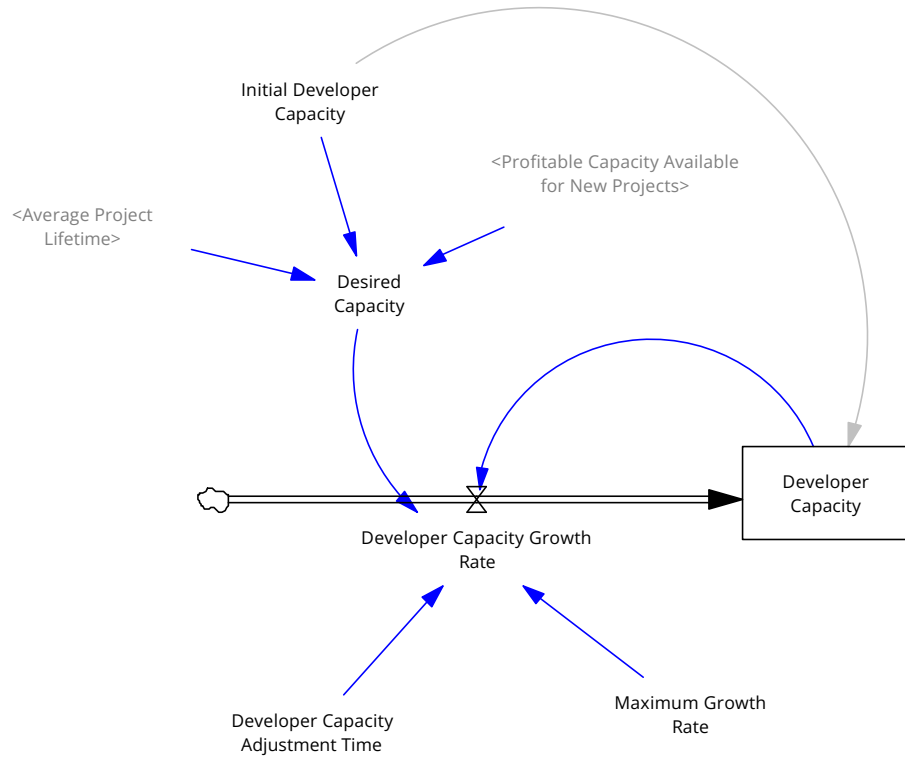 Initial Developer
Capacity
<Profitable Capacity Available
for New Projects>
<Average Project
Lifetime>
Desired
Capacity
Developer
Capacity
Developer Capacity Growth
Rate
Maximum Growth
Rate
Developer Capacity
Adjustment Time